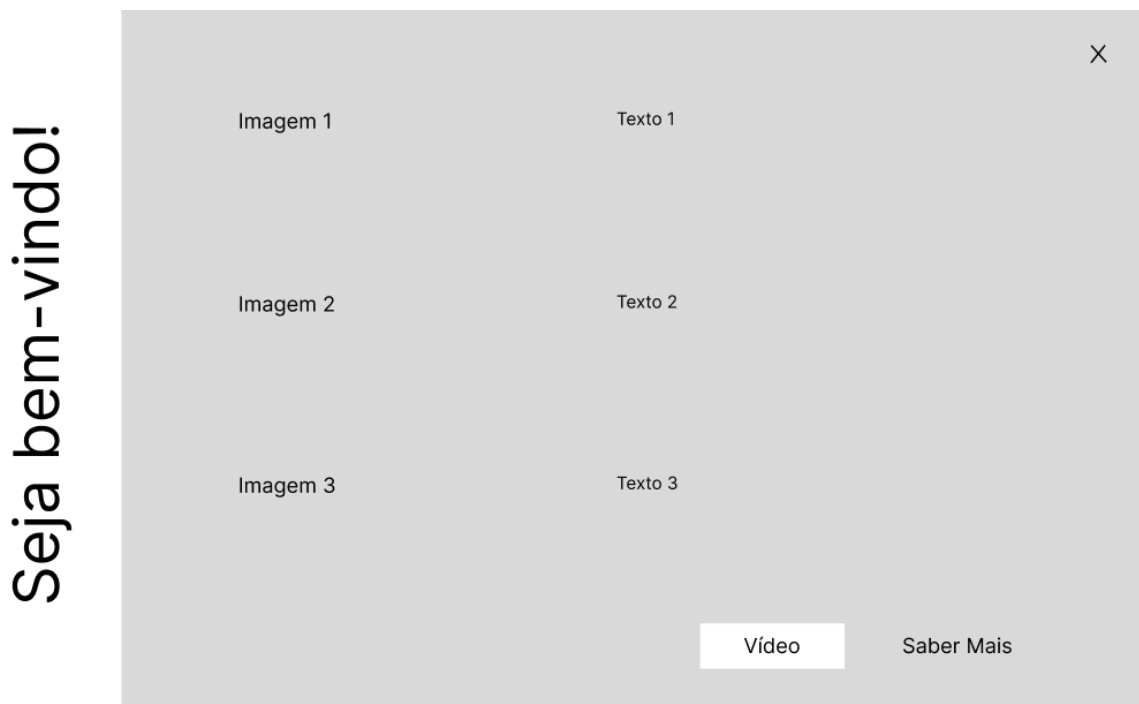 Seja bem-vindo!
X
Imagem 1
Texto 1
Imagem 2
Texto 2
Imagem 3
Texto 3
Vídeo
Saber Mais